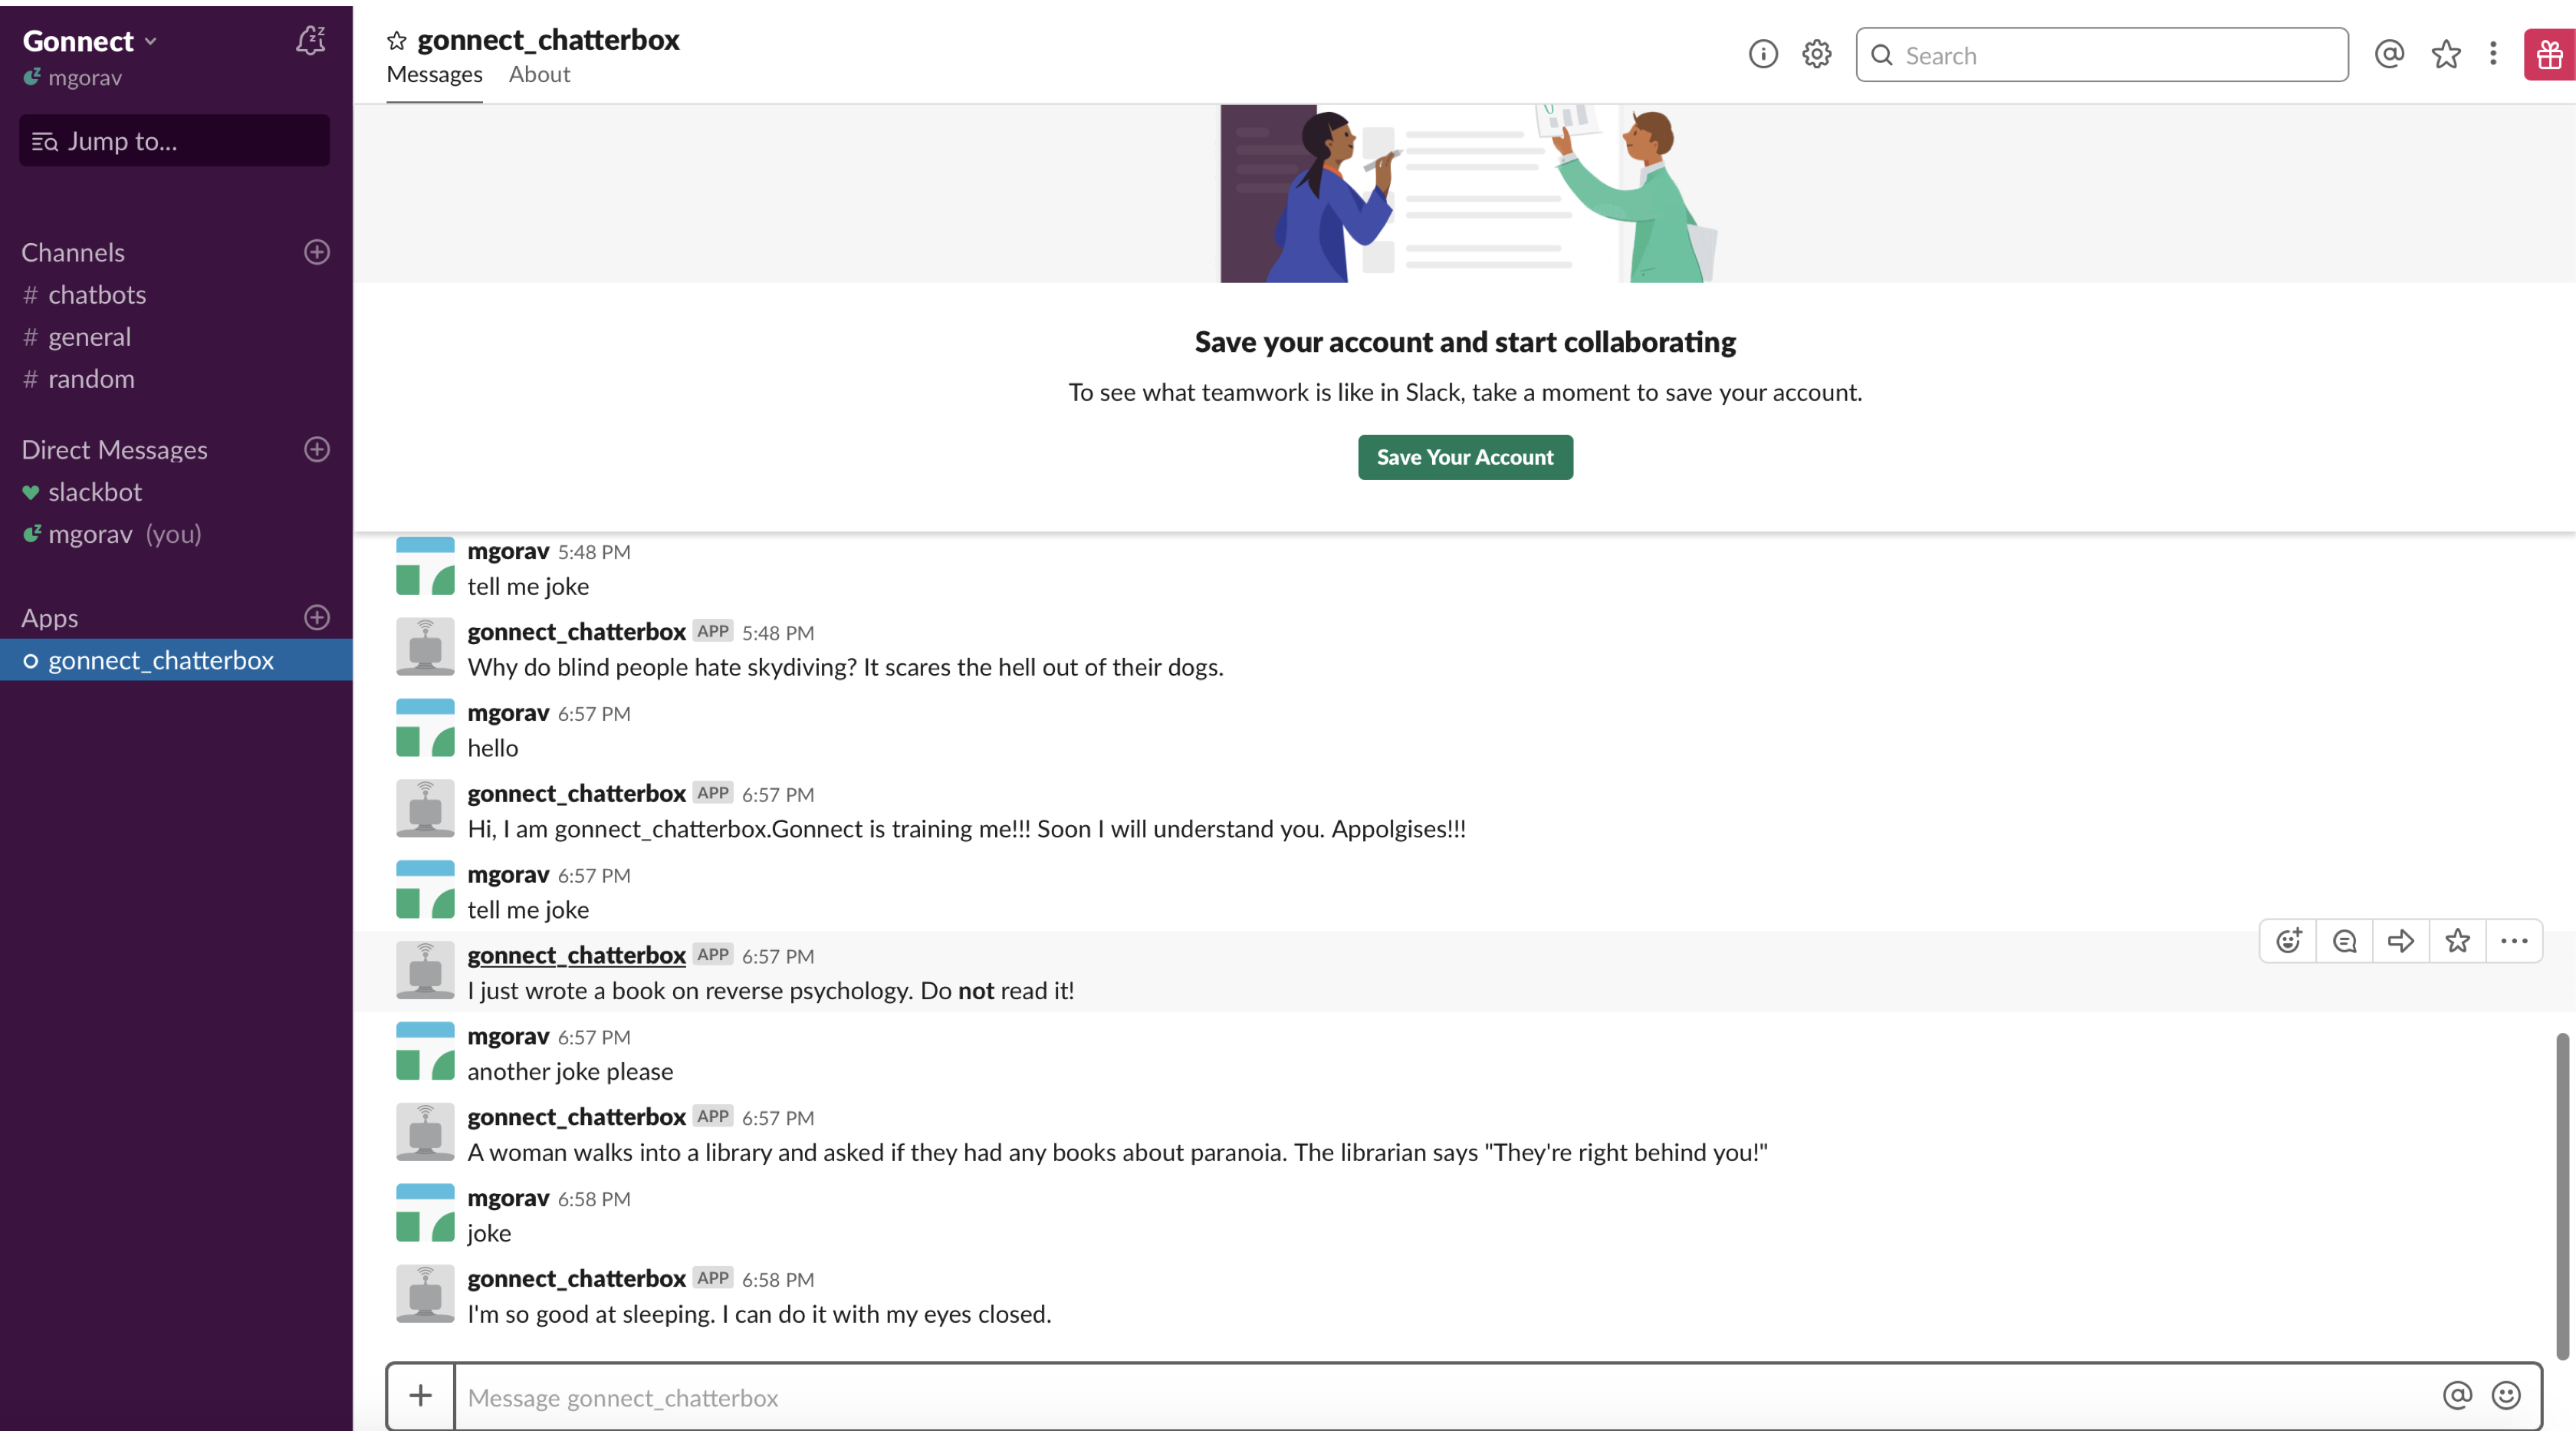 Gonnect
mgorav
Jump to...
Channels
# chatbots
# general
# random
Direct Messages
slackbot
mgorav (you)
Apps
gonnect_chatterbox
gonnect_chatterbox
Messages About
Search
Save your account and start collaborating
To see what teamwork is like in Slack, take a moment to save your account.
Save Your Account
mgorav 5:48 PM
tell me joke
gonnect_chatterbox APP 5:48 PM
Why do blind people hate skydiving? It scares the hell out of their dogs.
mgorav 6:57 PM
hello
gonnect_chatterbox APP 6:57 PM
Hi, I am gonnect_chatterbox.Gonnect is training me!!! Soon I will understand you. Appolgises!!!
mgorav 6:57 PM
tell me joke
gonnect_chatterbox APP 6:57 PM
I just wrote a book on reverse psychology. Do not read it!
mgorav 6:57 PM
another joke please
gonnect_chatterbox APP 6:57 PM
A woman walks into a library and asked if they had any books about paranoia. The librarian says "They're right behind you!"
mgorav 6:58 PM
joke
gonnect_chatterbox APP 6:58 PM
I'm so good at sleeping. I can do it with my eyes closed.
Message gonnect_chatterbox